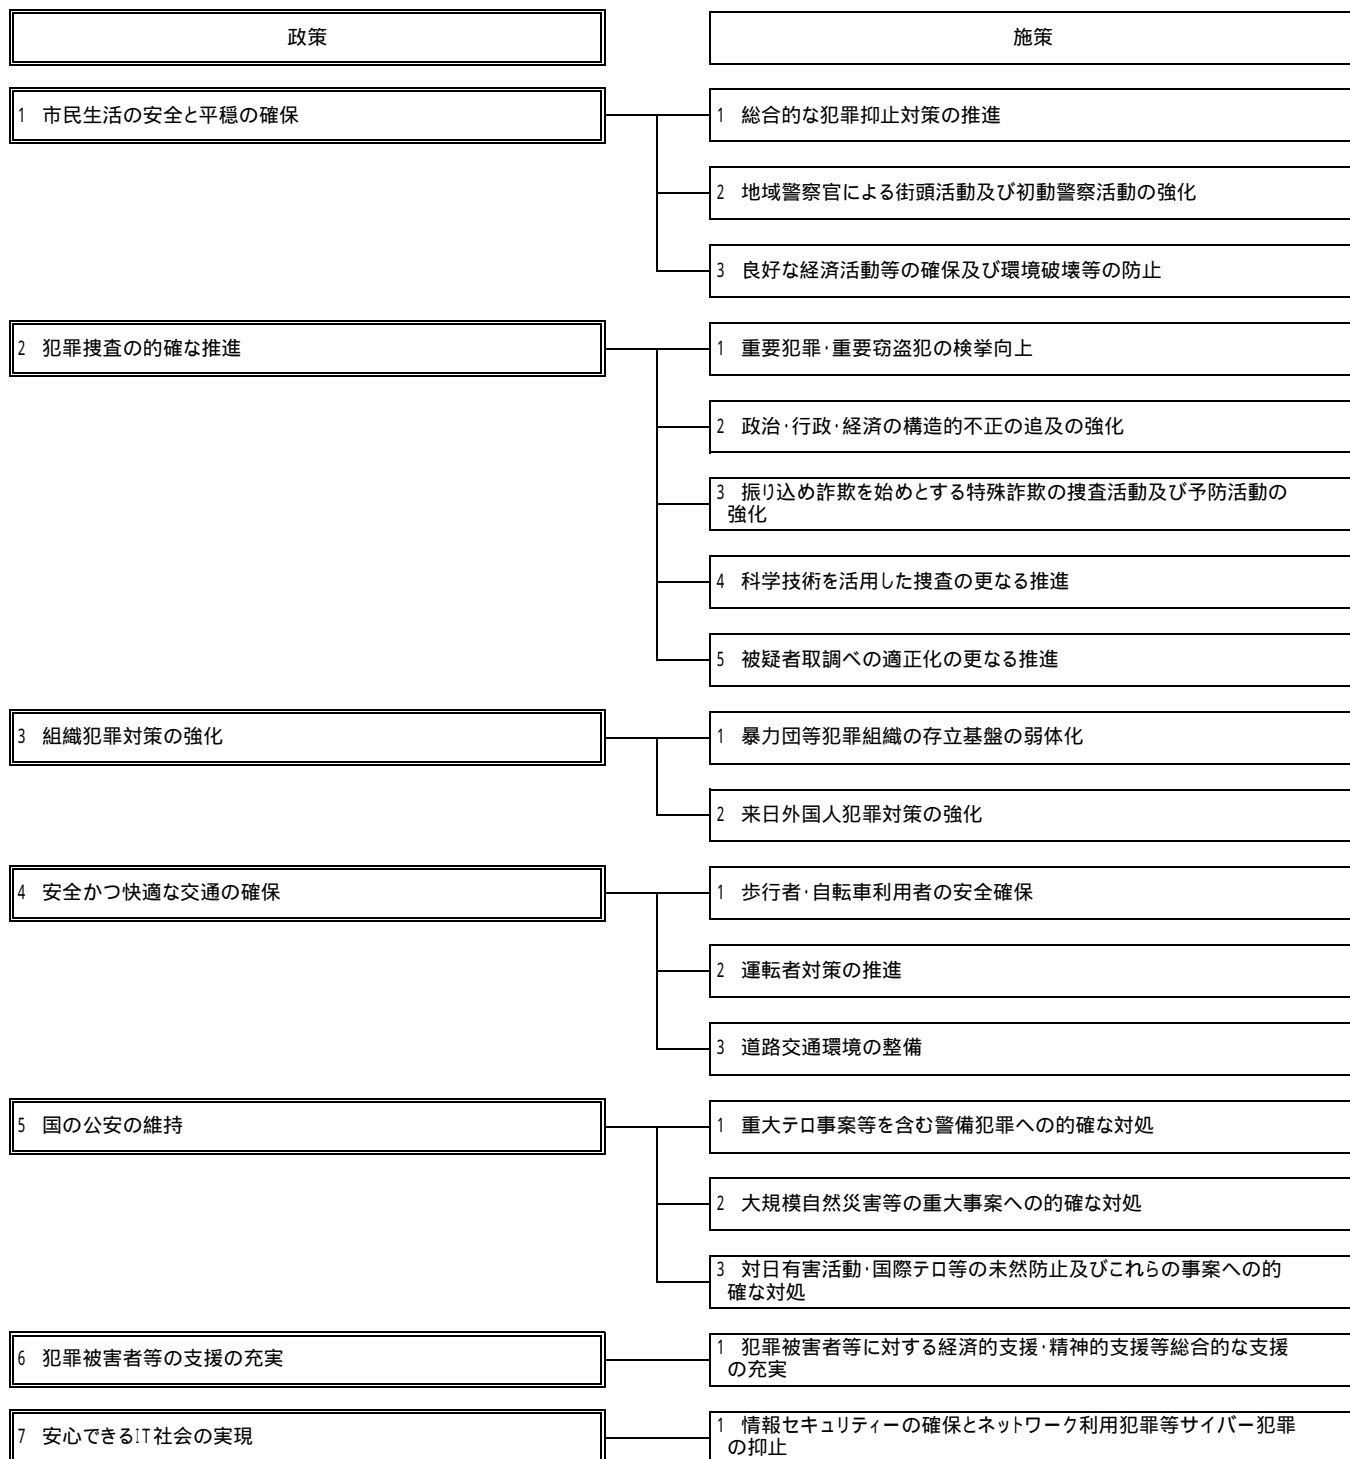 政策
施策
1 市民生活の安全と平穏の確保
1 総合的な犯罪抑止対策の推進
2 地域警察官による街頭活動及び初動警察活動の強化
3 良好な経済活動等の確保及び環境破壊等の防止
2 犯罪捜査の的確な推進
1 重要犯罪・重要窃盗犯の検挙向上
2 政治・行政・経済の構造的不正の追及の強化
3 振り込め詐欺を始めとする特殊詐欺の捜査活動及び予防活動の
強化
4 科学技術を活用した捜査の更なる推進
5 被疑者取調べの適正化の更なる推進
3 組織犯罪対策の強化
1 暴力団等犯罪組織の存立基盤の弱体化
2 来日外国人犯罪対策の強化
4 安全かつ快適な交通の確保
1 歩行者・自転車利用者の安全確保
2 運転者対策の推進
3 道路交通環境の整備
5 国の公安の維持
1 重大テロ事案等を含む警備犯罪への的確な対処
2 大規模自然災害等の重大事案への的確な対処
3 対日有害活動・国際テロ等の未然防止及びこれらの事案への的
確な対処
6 犯罪被害者等の支援の充実
1 犯罪被害者等に対する経済的支援・精神的支援等総合的な支援
の充実
7 安心できるIT社会の実現
1 情報セキュリティーの確保とネットワーク利用犯罪等サイバー犯罪
の抑止